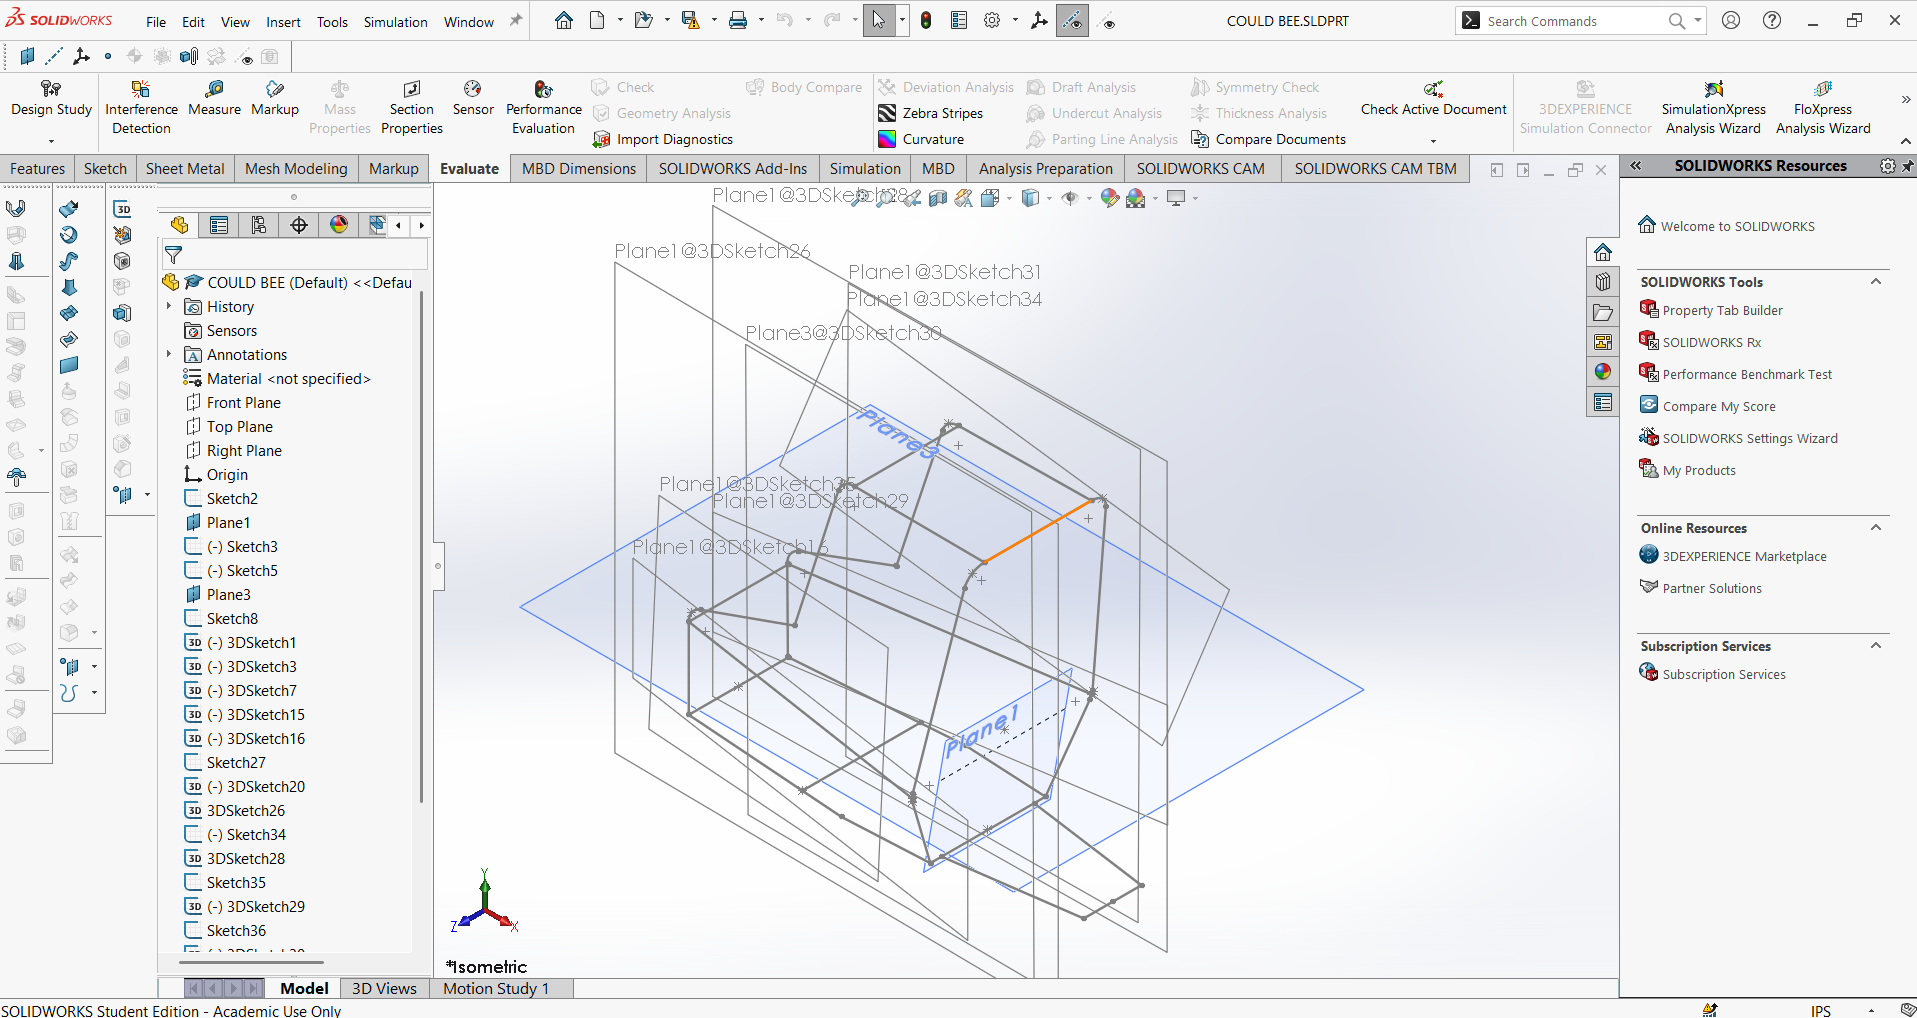 SOLIDWORKS File Edit View Insert Tools Simulation Window COULD BEE.SLDPRT Search Commands
Design Study Interference Detection Measure Markup Mass Properties Section Properties Sensor Performance Evaluation
Check Body Compare
Geometry Analysis
Import Diagnostics
Deviation Analysis Draft Analysis Symmetry Check
Zebra Stripes Undercut Analysis Thickness Analysis
Curvature Parting Line Analysis Compare Documents
Check Active Document 3DEXPERIENCE Simulation Connector SimulationXpress Analysis Wizard FloXpress Analysis Wizard
Features Sketch Sheet Metal Mesh Modeling Markup Evaluate MBD Dimensions SOLIDWORKS Add-Ins Simulation MBD Analysis Preparation SOLIDWORKS CAM SOLIDWORKS CAM TBM
COULD BEE (Default) <<Defau
History
Sensors
Annotations
Material <not specified>
Front Plane
Top Plane
Right Plane
Origin
Sketch2
Plane1
(-) Sketch3
(-) Sketch5
Plane3
Sketch8
(-) 3DSketch1
(-) 3DSketch3
(-) 3DSketch7
(-) 3DSketch15
(-) 3DSketch16
Sketch27
(-) 3DSketch20
3DSketch26
(-) Sketch34
3DSketch28
Sketch35
(-) 3DSketch29
Sketch36
Plane1@3DSketch28
Plane1@3DSketch26
Plane1@3DSketch31
Plane1@3DSketch34
Plane3@3DSketch30
Plane3
Plane1@3DSketch29
Plane1@3DSketch16
Plane1
Y
Z
X
*Isometric
SOLIDWORKS Resources
Welcome to SOLIDWORKS
SOLIDWORKS Tools
Property Tab Builder
SOLIDWORKS Rx
Performance Benchmark Test
Compare My Score
SOLIDWORKS Settings Wizard
My Products
Online Resources
3DEXPERIENCE Marketplace
Partner Solutions
Subscription Services
Subscription Services
Model 3D Views Motion Study 1
SOLIDWORKS Student Edition - Academic Use Only IPS